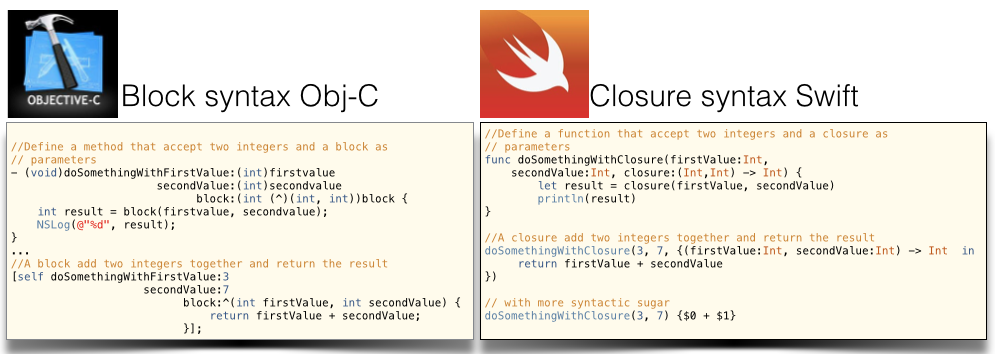 OBJECTIVE-C
Block syntax Obj-C
//Define a method that accept two integers and a block as
// parameters
- (void)doSomethingWithFirstValue:(int)firstvalue
secondValue:(int)secondvalue
block:(int (^)(int, int))block {
int result = block(firstvalue, secondvalue);
NSLog(@"%d", result);
}
...
//A block add two integers together and return the result
[self doSomethingWithFirstValue:3
secondValue:7
block:^(int firstValue, int secondValue) {
return firstValue + secondValue;
}];
Closure syntax Swift
//Define a function that accept two integers and a closure as
// parameters
func doSomethingWithClosure(firstValue:Int,
secondValue:Int, closure:(Int,Int) -> Int) {
let result = closure(firstValue, secondValue)
println(result)
}
//A closure add two integers together and return the result
doSomethingWithClosure(3, 7, {(firstValue:Int, secondValue:Int) -> Int  in
return firstValue + secondValue
})
// with more syntactic sugar
doSomethingWithClosure(3, 7) {$0 + $1}